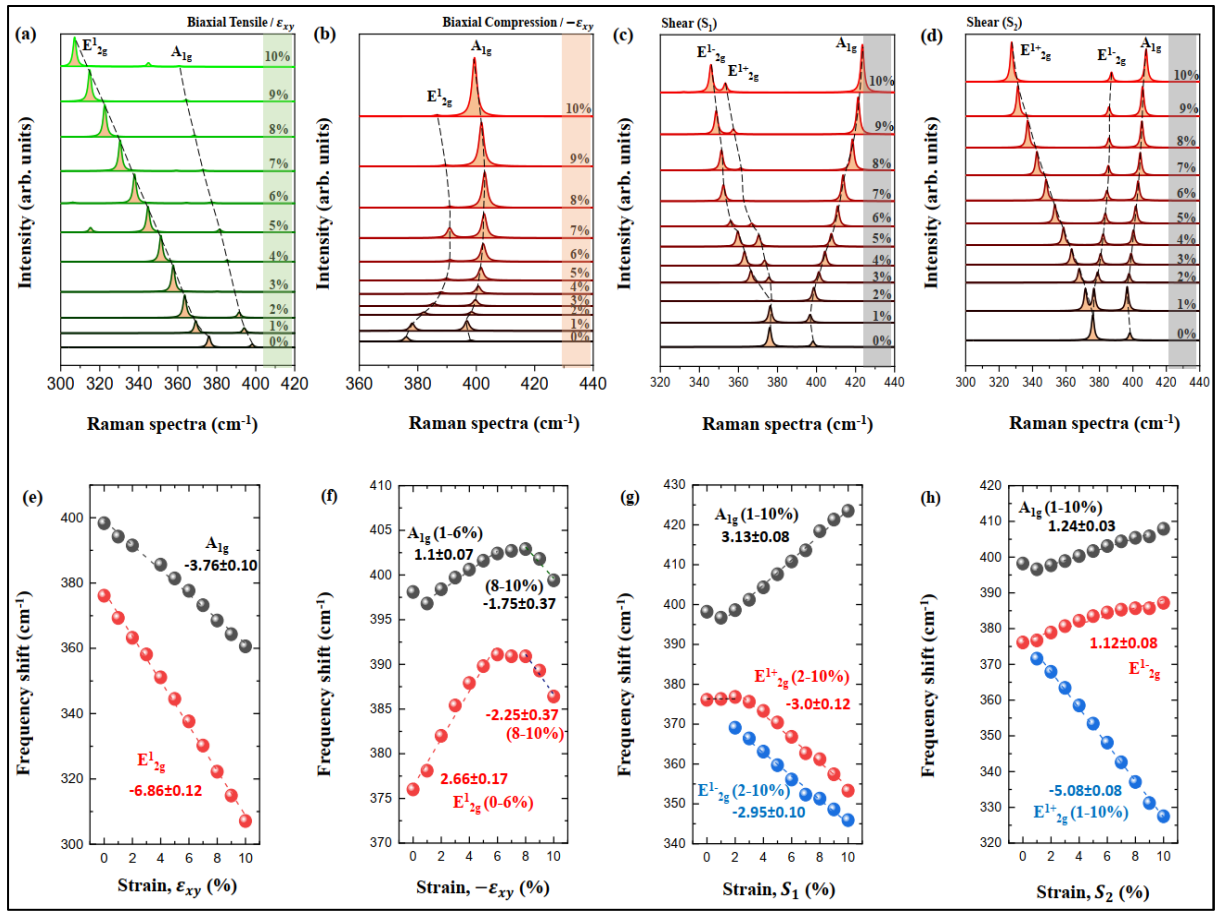 (a)
Biaxial Tensile / εxy
E¹2g
A1g
10%
9%
8%
7%
6%
5%
4%
3%
2%
1%
0%
Intensity (arb. units)
300 320 340 360 380 400 420
Raman spectra (cm⁻¹)
(b)
Biaxial Compression / −εxy
A1g
E¹2g
10%
9%
8%
7%
6%
5%
4%
3%
2%
1%
0%
Intensity (arb. units)
360 380 400 420 440
Raman spectra (cm⁻¹)
(c)
Shear (S1)
A1g
E¹⁻2g
E¹⁺2g
10%
9%
8%
7%
6%
5%
4%
3%
2%
1%
0%
Intensity (arb. units)
320 340 360 380 400 420 440
Raman spectra (cm⁻¹)
(d)
Shear (S2)
E¹⁺2g
E¹⁻2g
A1g
10%
9%
8%
7%
6%
5%
4%
3%
2%
1%
0%
Intensity (arb. units)
300 320 340 360 380 400 420 440
Raman spectra (cm⁻¹)
(e)
400
380
360
340
320
300
Frequency shift (cm⁻¹)
A1g
-3.76±0.10
E¹2g
-6.86±0.12
0 2 4 6 8 10
Strain, εxy (%)
(f)
410
405
400
395
390
385
380
375
370
Frequency shift (cm⁻¹)
A1g (1-6%)
1.1±0.07
(8-10%)
-1.75±0.37
-2.25±0.37
(8-10%)
2.66±0.17
E¹2g (0-6%)
0 2 4 6 8 10
Strain, −εxy (%)
(g)
430
420
410
400
390
380
370
360
350
340
Frequency shift (cm⁻¹)
A1g (1-10%)
3.13±0.08
E¹⁺2g (2-10%)
-3.0±0.12
E¹⁻2g (2-10%)
-2.95±0.10
0 2 4 6 8 10
Strain, S1 (%)
(h)
420
410
400
390
380
370
360
350
340
330
320
Frequency shift (cm⁻¹)
A1g (1-10%)
1.24±0.03
1.12±0.08
E¹⁻2g
-5.08±0.08
E¹⁺2g (1-10%)
0 2 4 6 8 10
Strain, S2 (%)